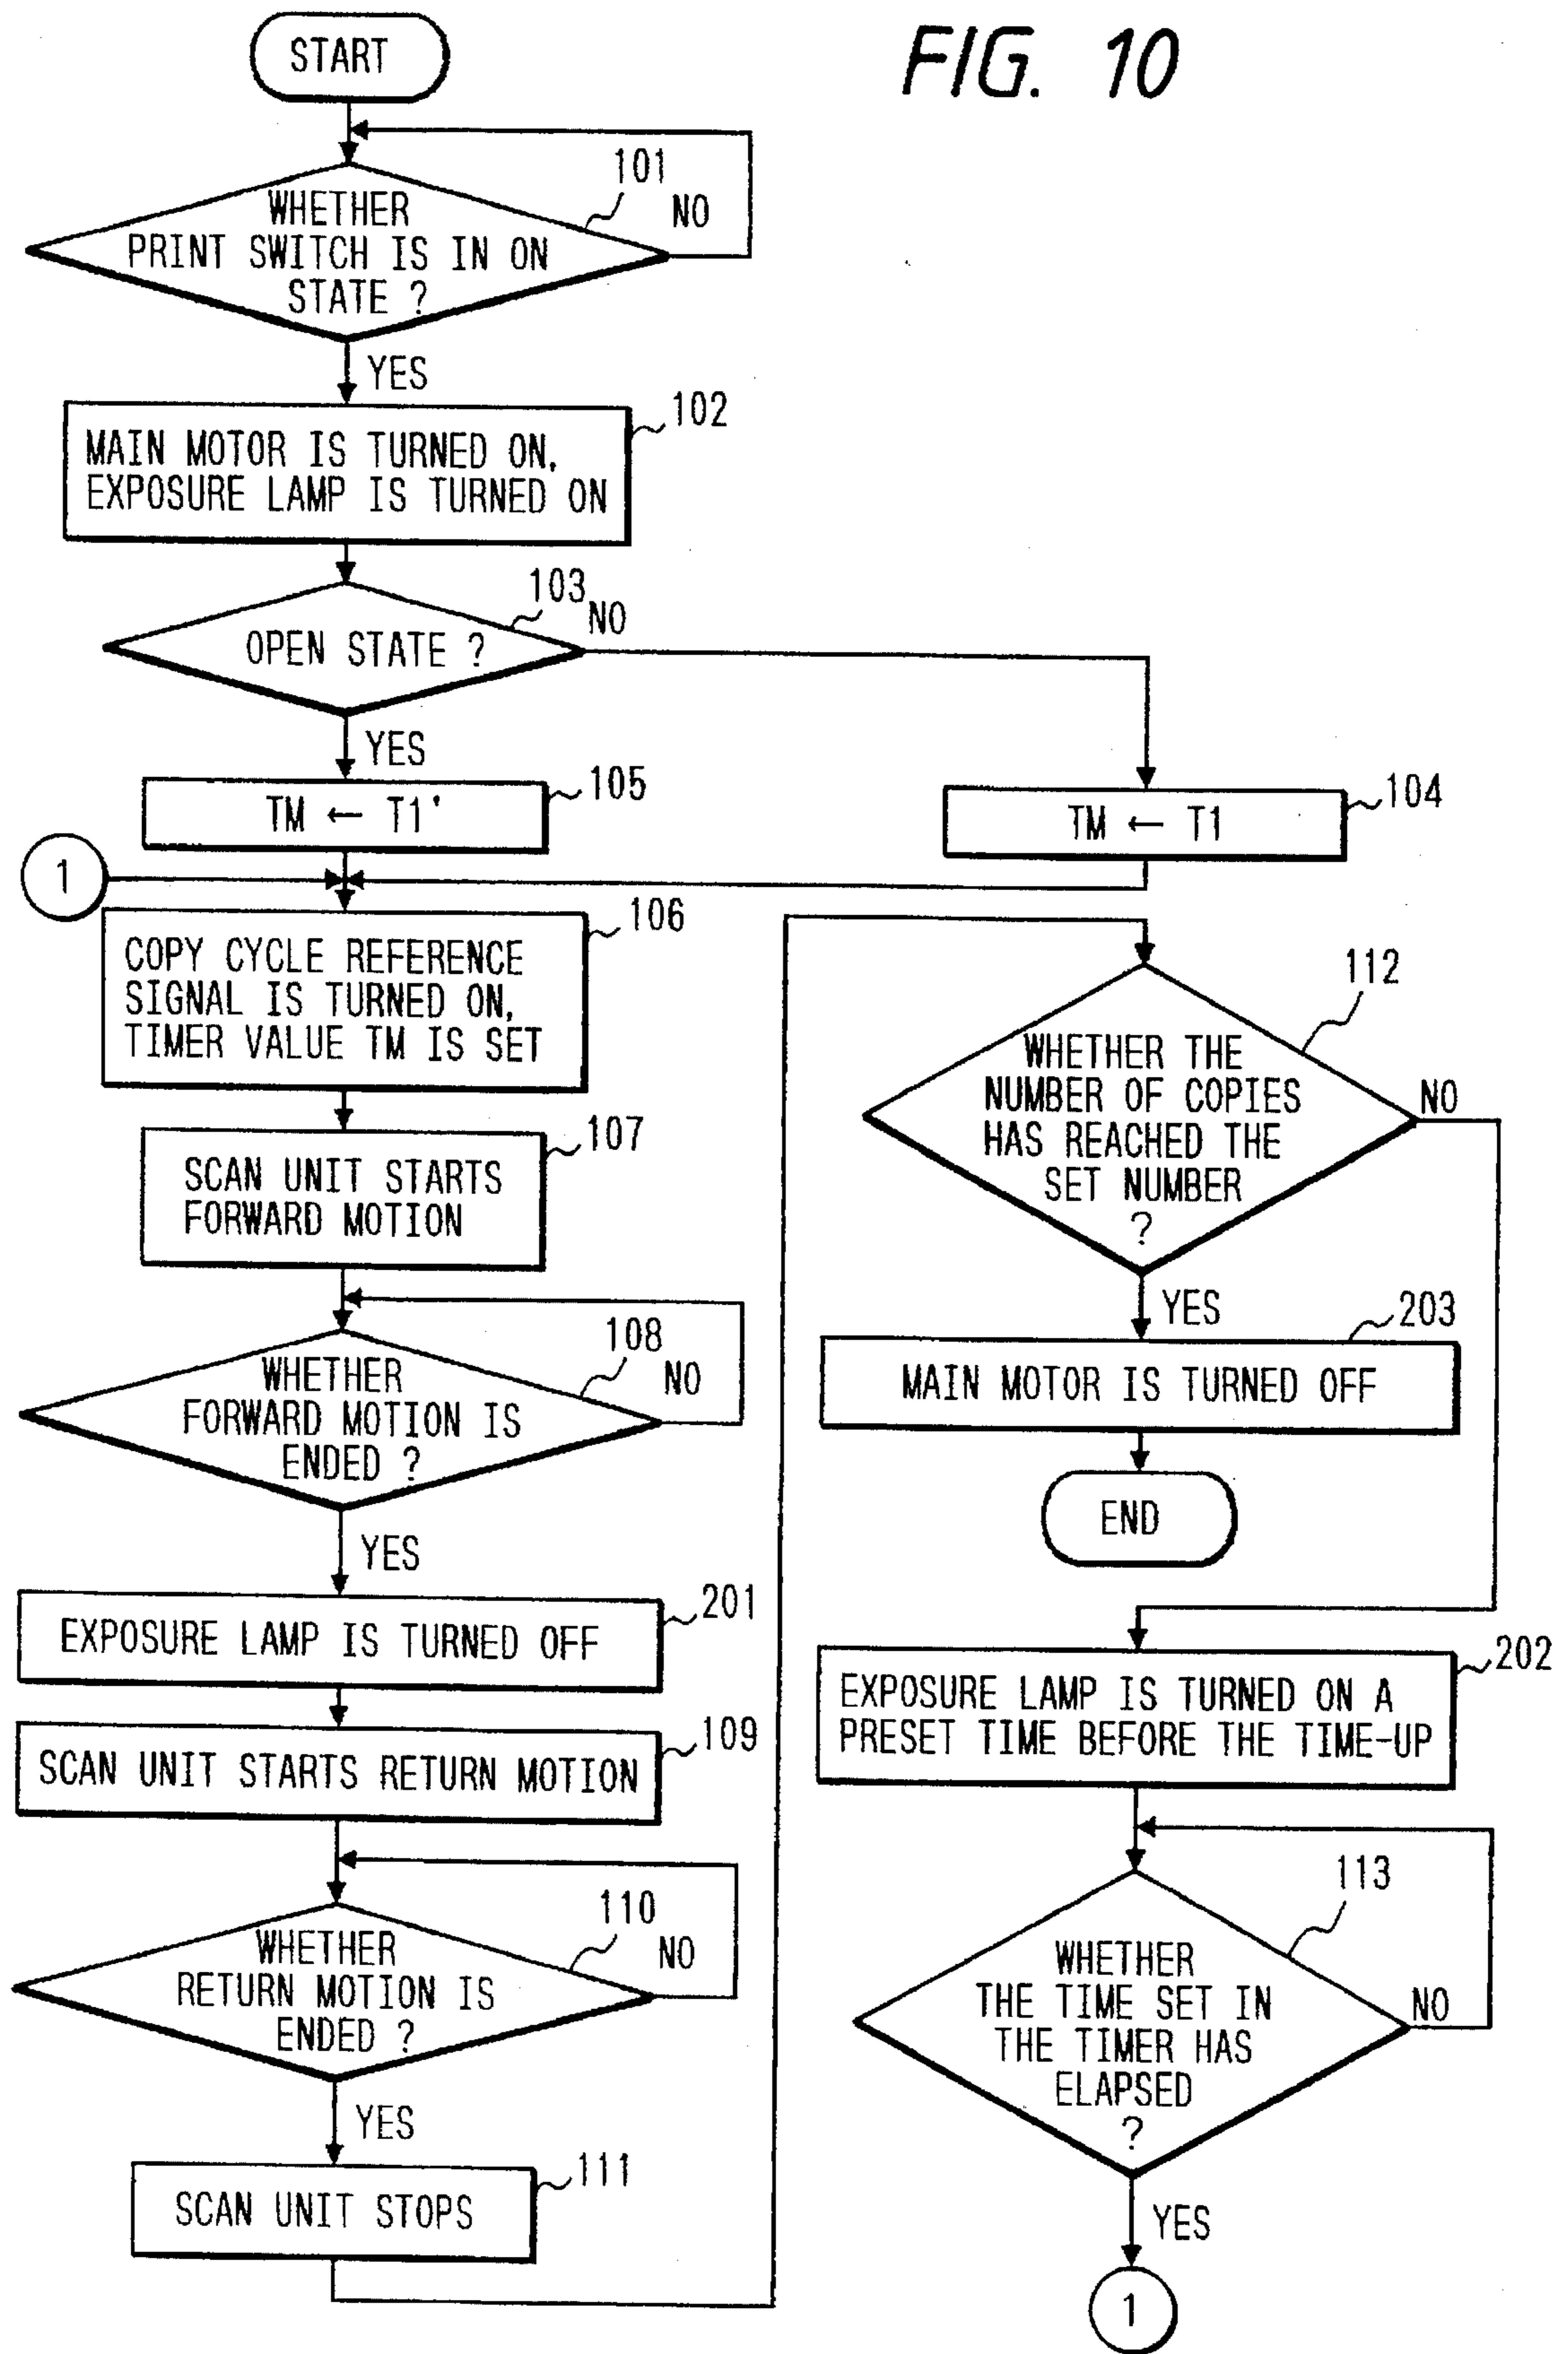 FIG. 10
START
101
NO
WHETHER
PRINT SWITCH IS IN ON
STATE ?
YES
102
MAIN MOTOR IS TURNED ON,
EXPOSURE LAMP IS TURNED ON
103
NO
OPEN STATE ?
YES
105
TM ← T1'
104
TM ← T1
1
106
COPY CYCLE REFERENCE
SIGNAL IS TURNED ON,
TIMER VALUE TM IS SET
107
SCAN UNIT STARTS
FORWARD MOTION
108
NO
WHETHER
FORWARD MOTION IS
ENDED ?
YES
201
EXPOSURE LAMP IS TURNED OFF
109
SCAN UNIT STARTS RETURN MOTION
110
NO
WHETHER
RETURN MOTION IS
ENDED ?
YES
111
SCAN UNIT STOPS
112
WHETHER THE
NUMBER OF COPIES
HAS REACHED THE
SET NUMBER
?
NO
YES
203
MAIN MOTOR IS TURNED OFF
END
202
EXPOSURE LAMP IS TURNED ON A
PRESET TIME BEFORE THE TIME-UP
113
WHETHER
THE TIME SET IN
THE TIMER HAS
ELAPSED
?
NO
YES
1